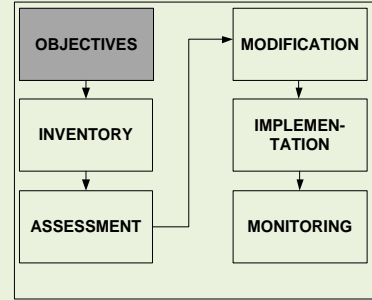 OBJECTIVES
INVENTORY
ASSESSMENT
MODIFICATION
IMPLEMEN-
TATION
MONITORING